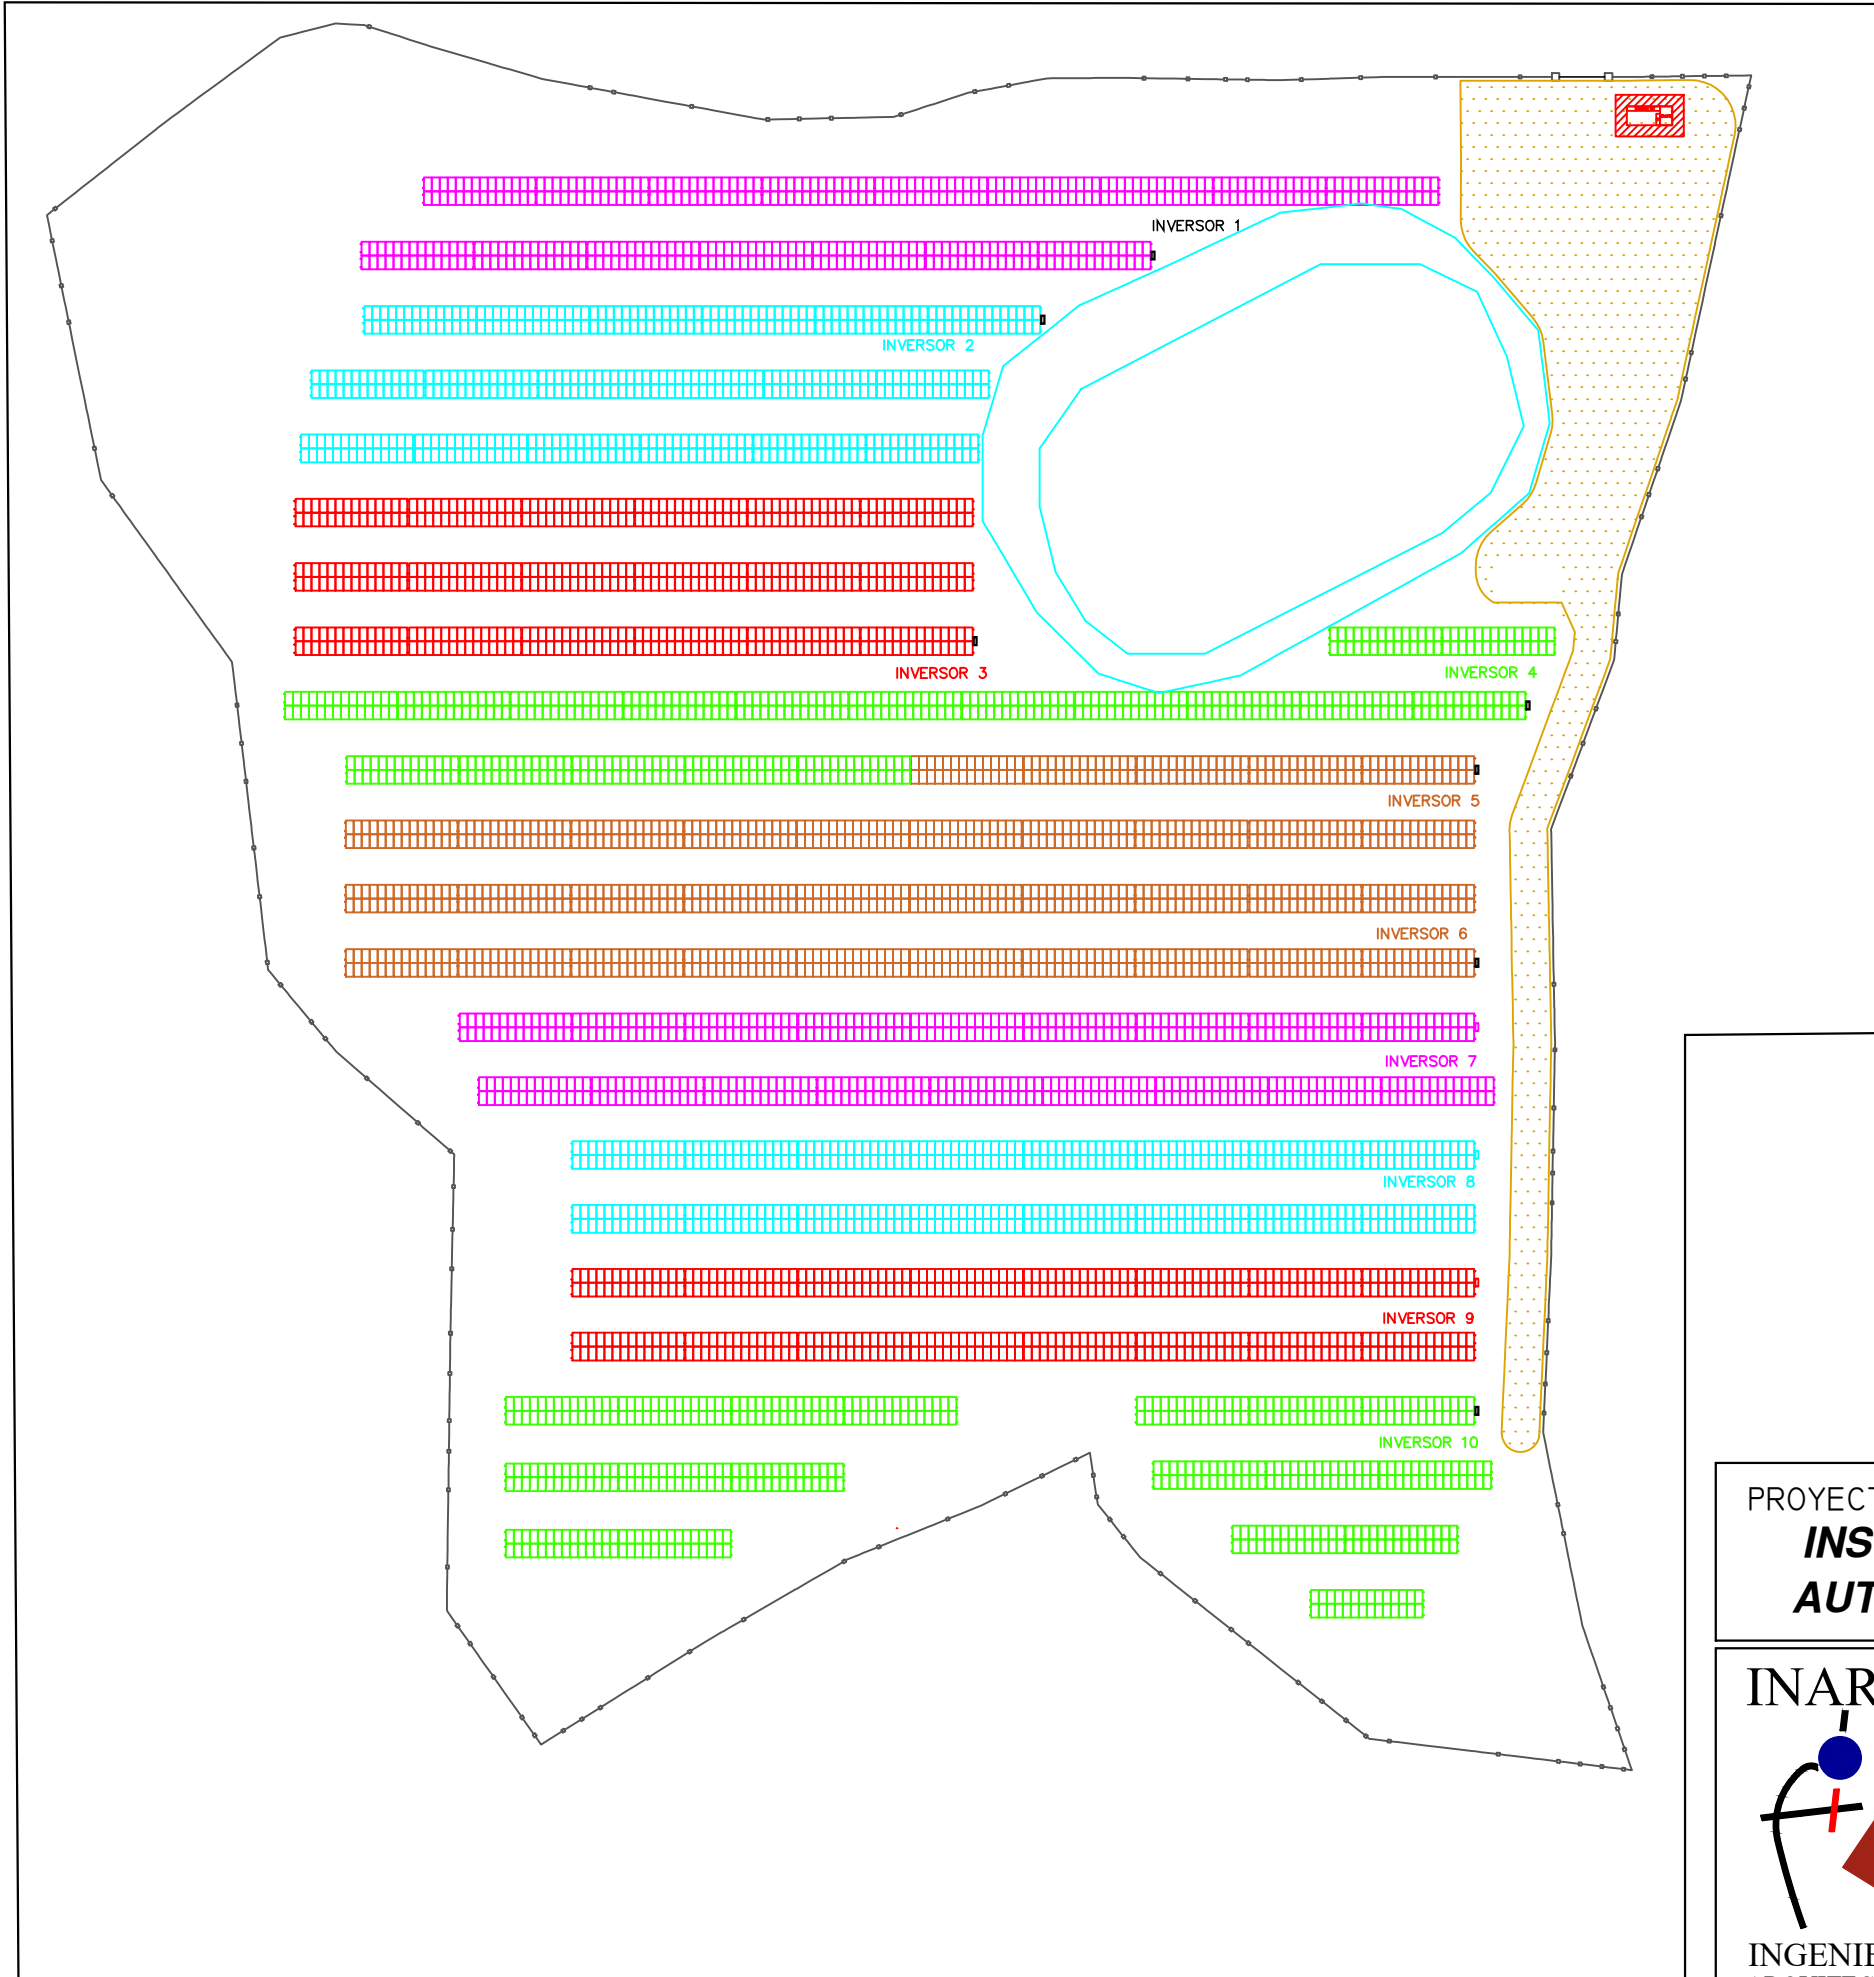 INVERSOR 1
INVERSOR 2
INVERSOR 3
INVERSOR 4
INVERSOR 5
INVERSOR 6
INVERSOR 7
INVERSOR 8
INVERSOR 9
INVERSOR 10
PROYECT
INS
AUT
INAR
INGENIE